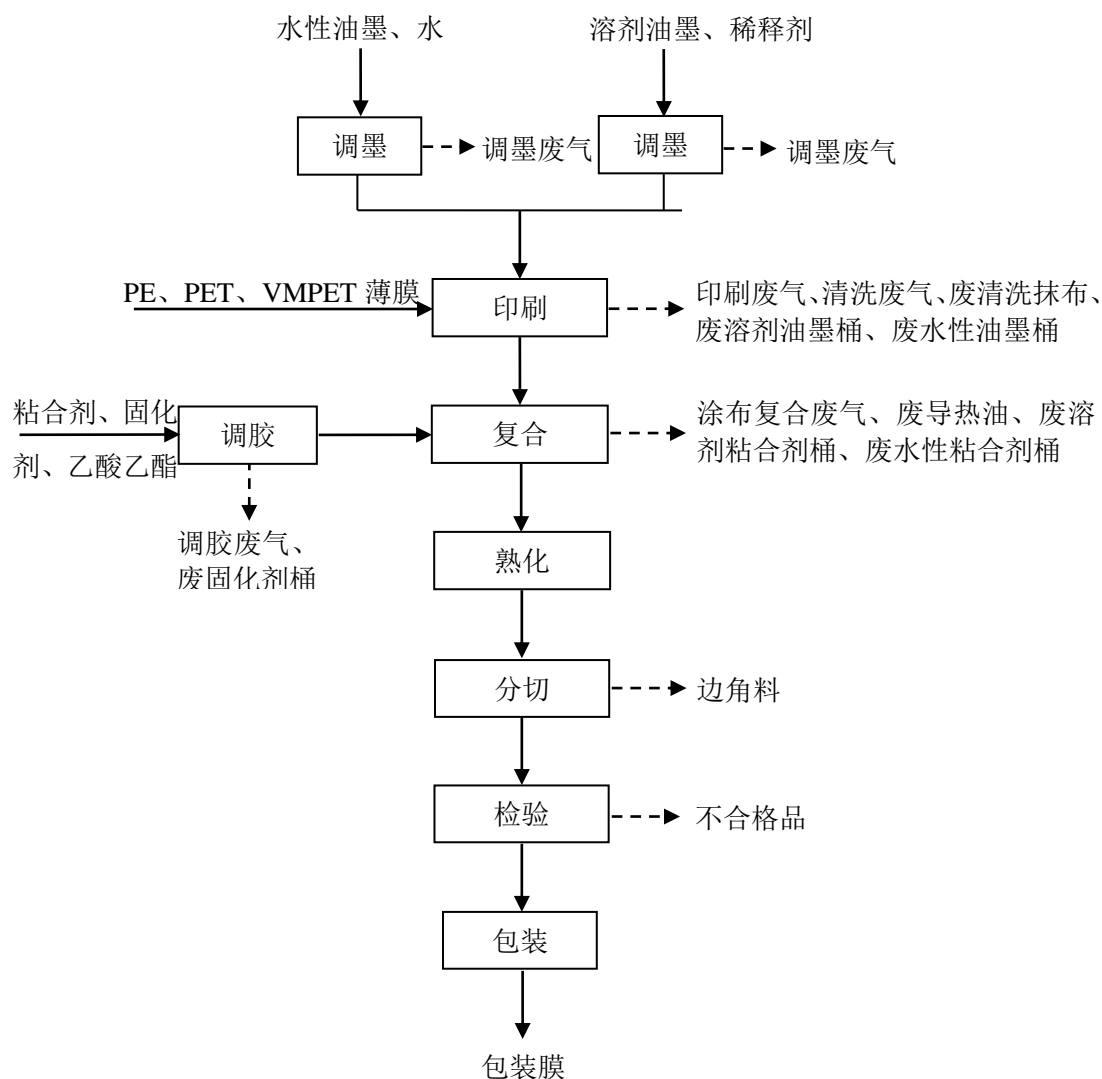 水性油墨、水
溶剂油墨、稀释剂
调墨
调墨废气
调墨
调墨废气
PE、PET、VMPET 薄膜
印刷
印刷废气、清洗废气、废清洗抹布、
废溶剂油墨桶、废水性油墨桶
粘合剂、固化
剂、乙酸乙酯
调胶
复合
涂布复合废气、废导热油、废溶
剂粘合剂桶、废水性粘合剂桶
调胶废气、
废固化剂桶
熟化
分切
边角料
检验
不合格品
包装
包装膜